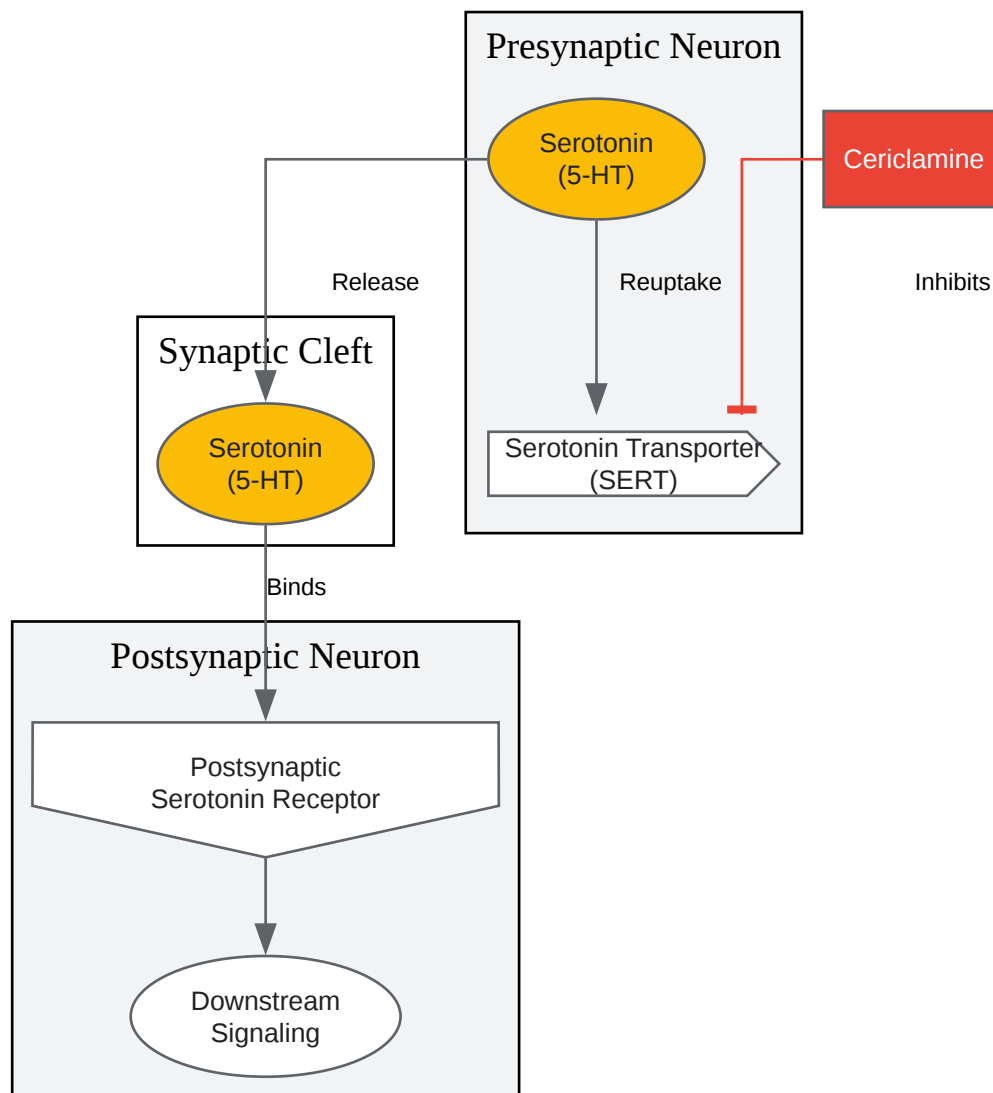 Presynaptic Neuron
Serotonin
(5-HT)
Cericlamine
Release
Reuptake
Inhibits
Synaptic Cleft
Serotonin
(5-HT)
Serotonin Transporter
(SERT)
Binds
Postsynaptic Neuron
Postsynaptic
Serotonin Receptor
Downstream
Signaling